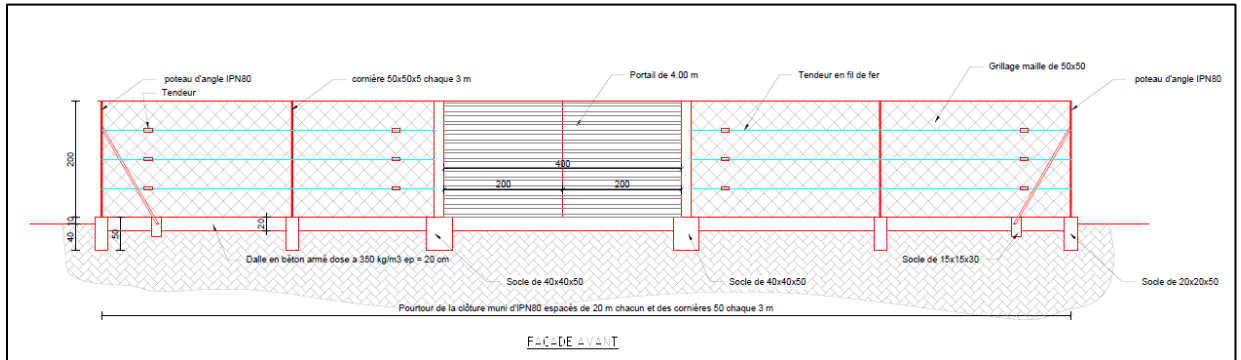 Portail de 4.00 m
Grillage maille de 50x50
poteau d'angle IPN80
cornière 50x50x5 chaque 3 m
Tendeur en fil de fer
poteau d'angle IPN80
Tendeur
200
400
200
200
10
40
50
20
Dalle en béton armé dose a 350 kg/m3 ep = 20 cm
Socle de 15x15x30
Socle de 40x40x50
Socle de 40x40x50
Socle de 20x20x50
Pourtour de la clôture muni d'IPN80 espacés de 20 m chacun et des cornières 50 chaque 3 m
FAÇADE AVANT